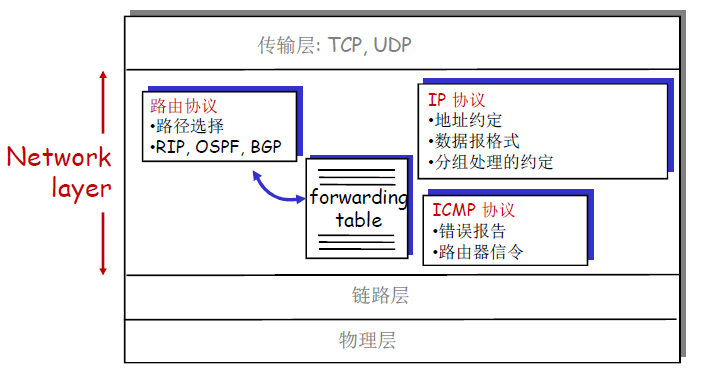 传输层: TCP, UDP
Network
layer
路由协议
•路径选择
•RIP, OSPF, BGP
forwarding
table
IP 协议
•地址约定
•数据报格式
•分组处理的约定
ICMP 协议
•错误报告
•路由器信令
链路层
物理层